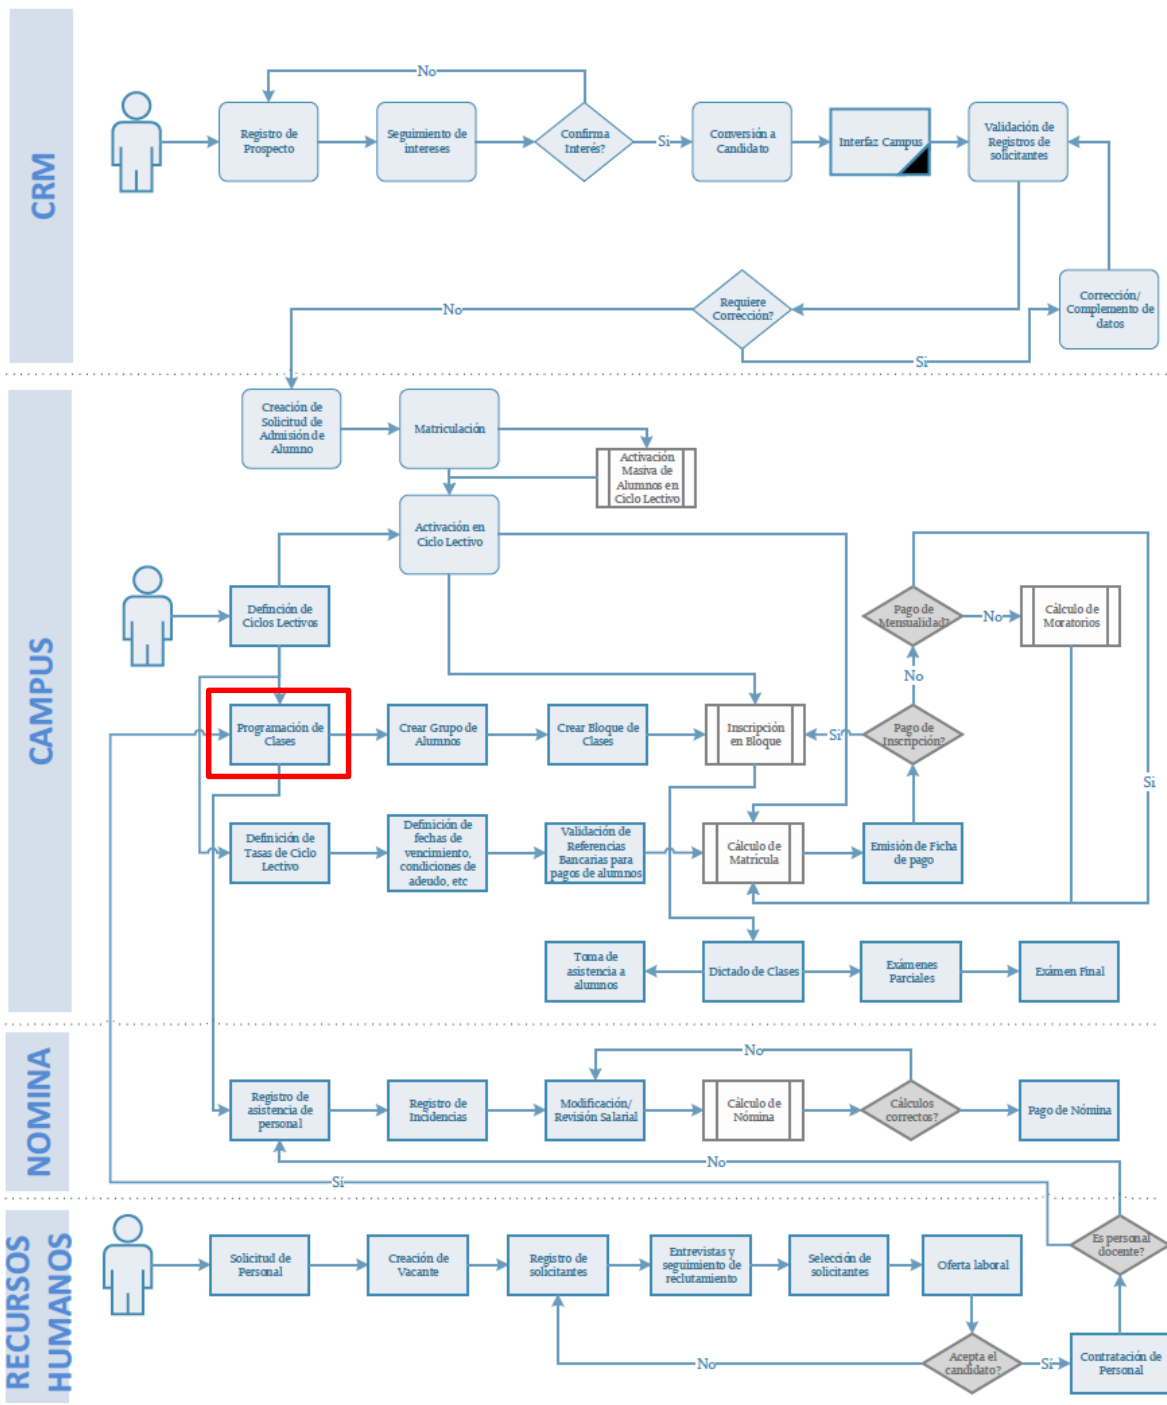 CRM
No
Registro de
Prospecto
Seguimiento de
intereses
Confirma
Interés?
Si
Conversión a
Candidato
Interfaz Campus
Validación de
Registros de
solicitantes
Requiere
Corrección?
No
Si
Corrección/
Complemento de
datos
CAMPUS
Creación de
Solicitud de
Admisión de
Alumno
Matriculación
Activación
Masiva de
Alumnos en
Ciclo Lectivo
Activación en
Ciclo Lectivo
Definción de
Ciclos Lectivos
Pago de
Mensualidad?
No
Cálculo de
Moratorios
No
Programación de
Clases
Crear Grupo de
Alumnos
Crear Bloque de
Clases
Inscripción
en Bloque
Si
Pago de
Inscripción?
Si
Definición de
Tasas de Ciclo
Lectivo
Definición de
fechas de
vencimiento,
condiciones de
adeudo, etc
Validación de
Referencias
Bancarias para
pagos de alumnos
Cálculo de
Matrícula
Emisión de Ficha
de pago
Toma de
asistencia a
alumnos
Dictado de Clases
Exámenes
Parciales
Exámen Final
NOMINA
No
Registro de
asistencia de
personal
Registro de
Incidencias
Modificación/
Revisión Salarial
Cálculo de
Nómina
Cálculos
correctos?
Pago de Nómina
No
Sí
RECURSOS
HUMANOS
Solicitud de
Personal
Creación de
Vacante
Registro de
solicitantes
Entrevistas y
seguimiento de
reclutamiento
Selección de
solicitantes
Oferta laboral
Es personal
docente?
No
Acepta el
candidato?
Sí
Contratación de
Personal